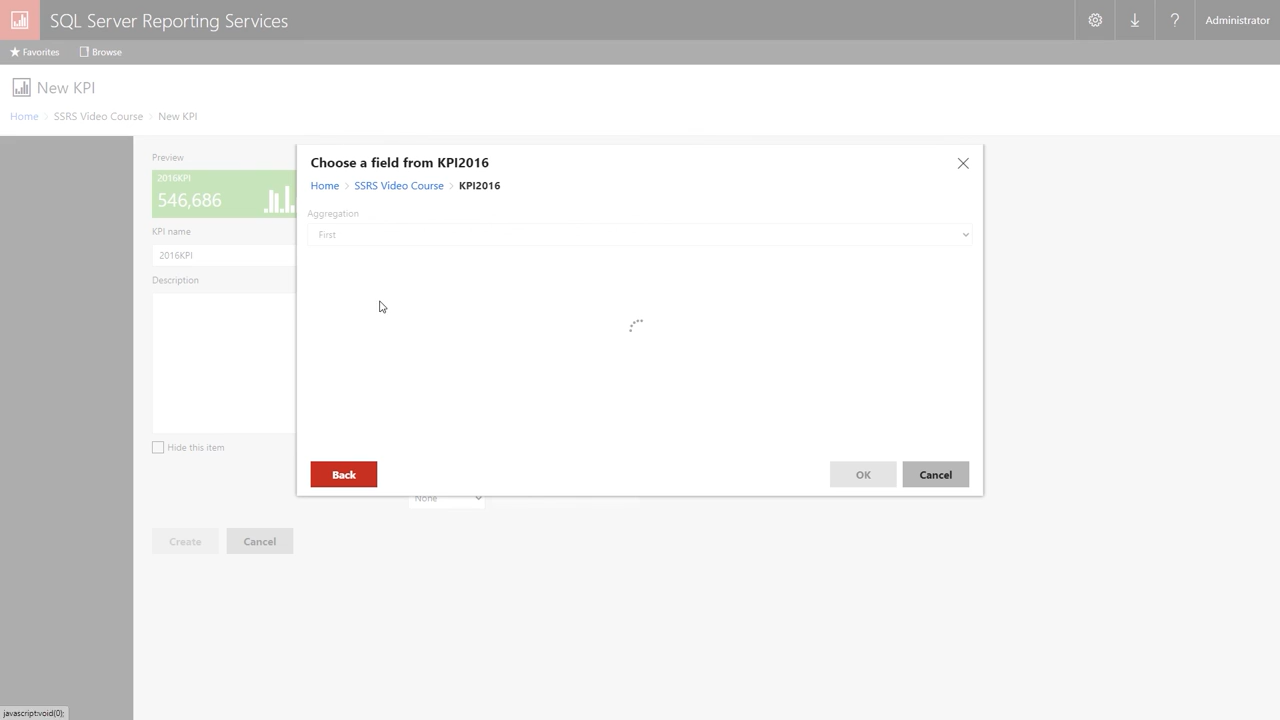 SQL Server Reporting Services
Administrator
Favorites
Browse
New KPI
Home > SSRS Video Course > New KPI
Preview
2016KPI
546,686
KPI name
2016KPI
Description
Hide this item
Create
Cancel
Choose a field from KPI2016
Home > SSRS Video Course > KPI2016
Aggregation
First
Back
OK
Cancel
None
javascript:void(0);